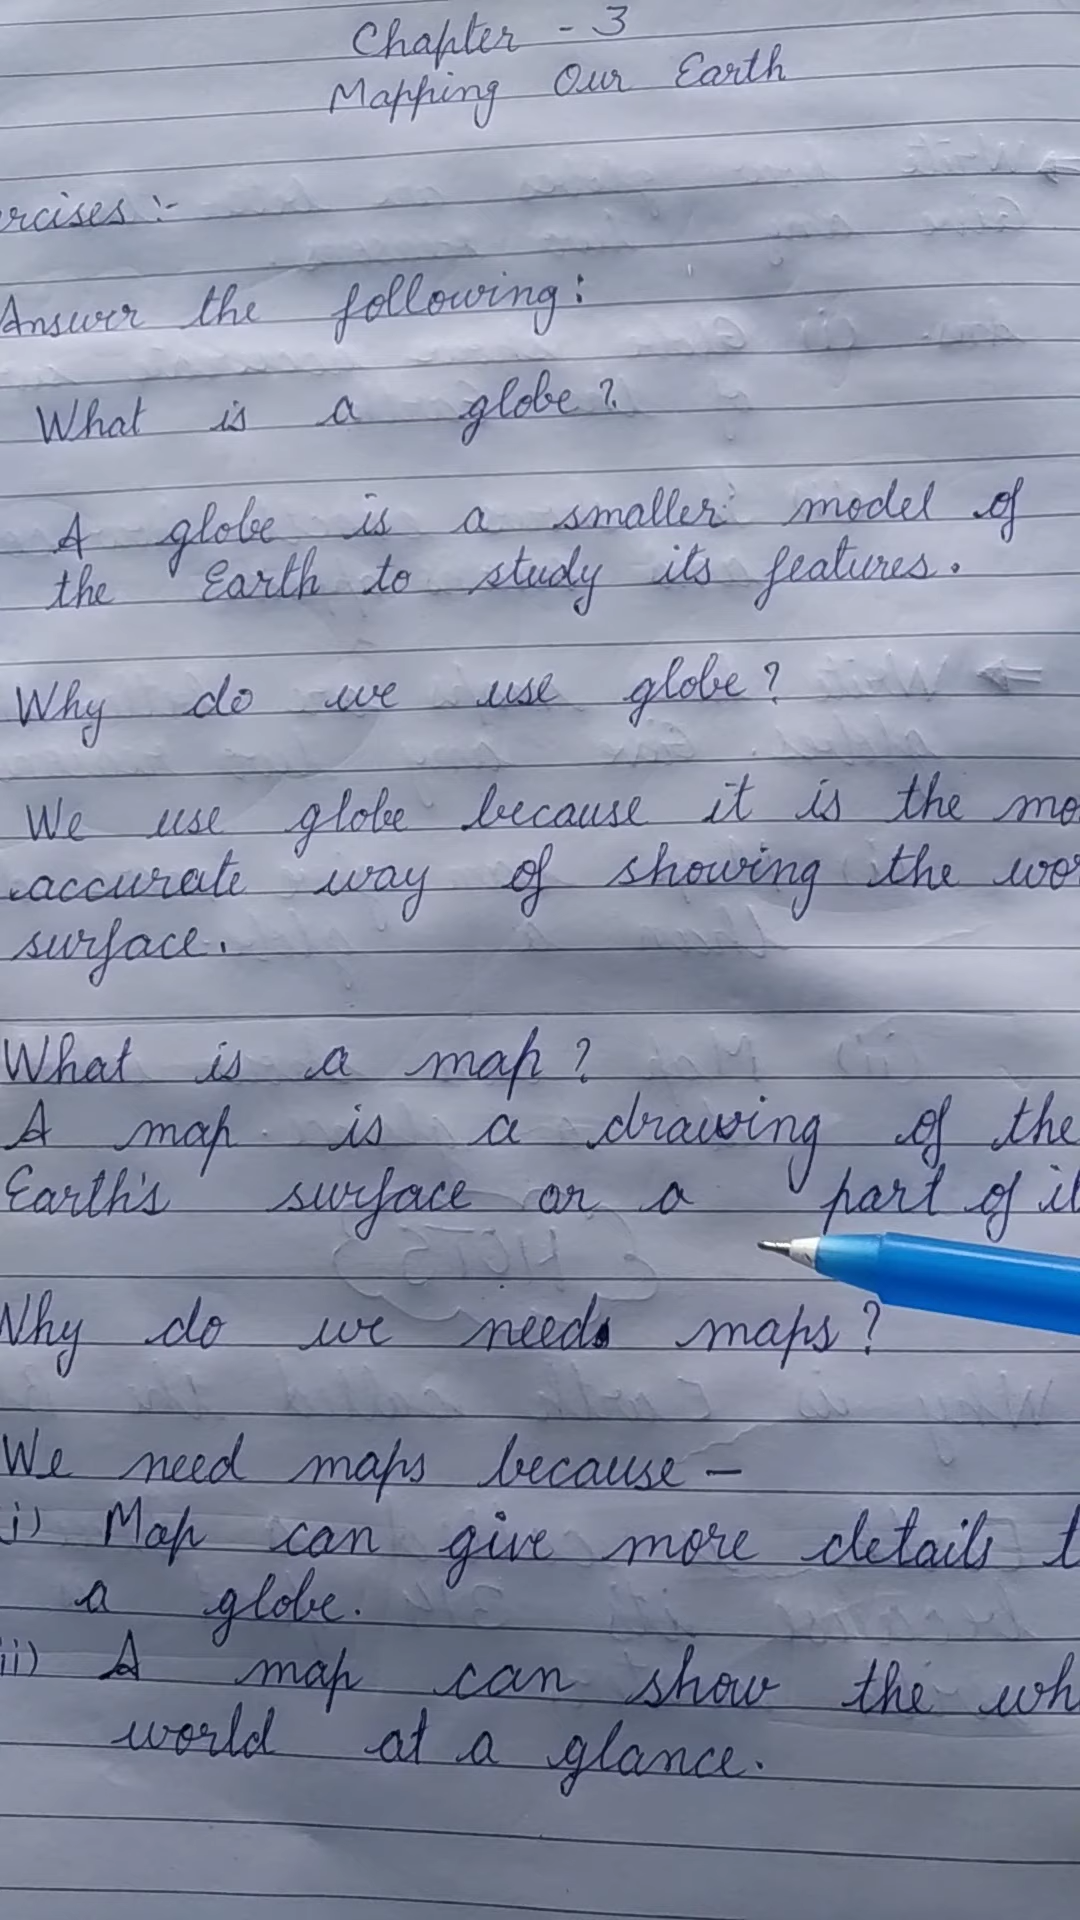 Chapter - 3
Mapping Our Earth
rcises :-
Answer the following:
What is a globe?
A globe is a smaller model of
the Earth to study its features.
Why do we use globe?
We use globe because it is the mo
accurate way of showing the wor
surface.
What is a map?
A map is a drawing of the
Earth's surface or a part of it
Why do we need maps?
We need maps because –
i) Map can give more details t
a globe.
ii) A map can show the wh
world at a glance.